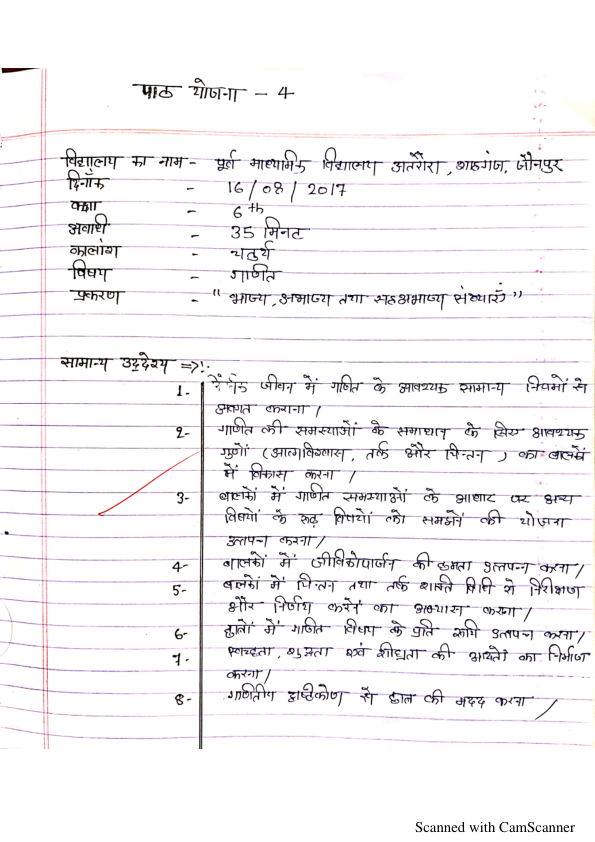 पाठ योजना - 4
विद्यालय का नाम - पूर्व माध्यमिक विद्यालय अतरौरा, शाहगंज, जौनपुर
दिनाँक - 16/08/2017
कक्षा - 6th
अवधि - 35 मिनट
कालांश - चतुर्थ
विषय - गणित
प्रकरण - "भाज्य, अभाज्य तथा सहअभाज्य संख्याएँ"
सामान्य उद्देश्य =>:
1- जीवन में गणित के आवश्यक सामान्य नियमों से
अवगत कराना।
2- गणित की समस्याओं के समाधान के लिए आवश्यक
गुणों (आत्मविश्वास, तर्क और चिन्तन) का बालकों
में विकास करना।
3- बालकों में गणित समस्याओं के आधार पर अन्य
विषयों के विषयों को समझने की योजना
उत्तपन्न करना।
4- बालकों में जीविकोपार्जन की क्षमता उत्तपन्न करना।
5- बालकों में चिन्तन तथा तर्क शक्ति विधि से निरीक्षण
और निर्णय करने का अभ्यास करना।
6- छात्रों में गणित विषय के प्रति रूचि उत्तपन्न करना।
7- स्वच्छता, शुद्धता एवं शीघ्रता की आदतों का निर्माण
करना।
8- गणितीय दृष्टिकोण से छात्र की मदद करना।
Scanned with CamScanner